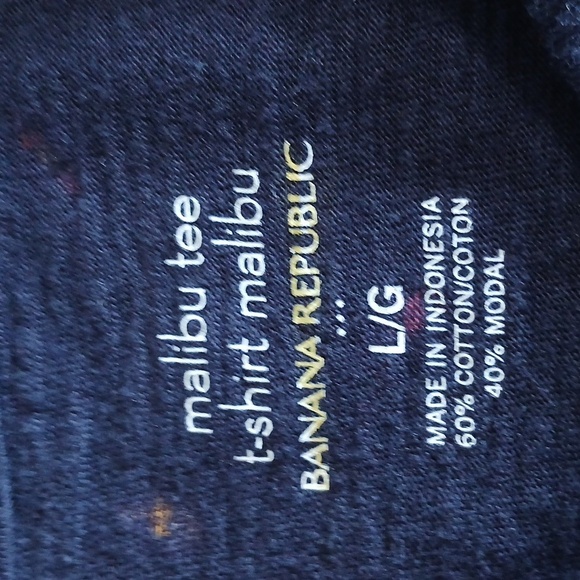 malibu tee
t-shirt malibu
BANANA REPUBLIC
...
L/G
MADE IN INDONESIA
60% COTTON/COTON
40% MODAL